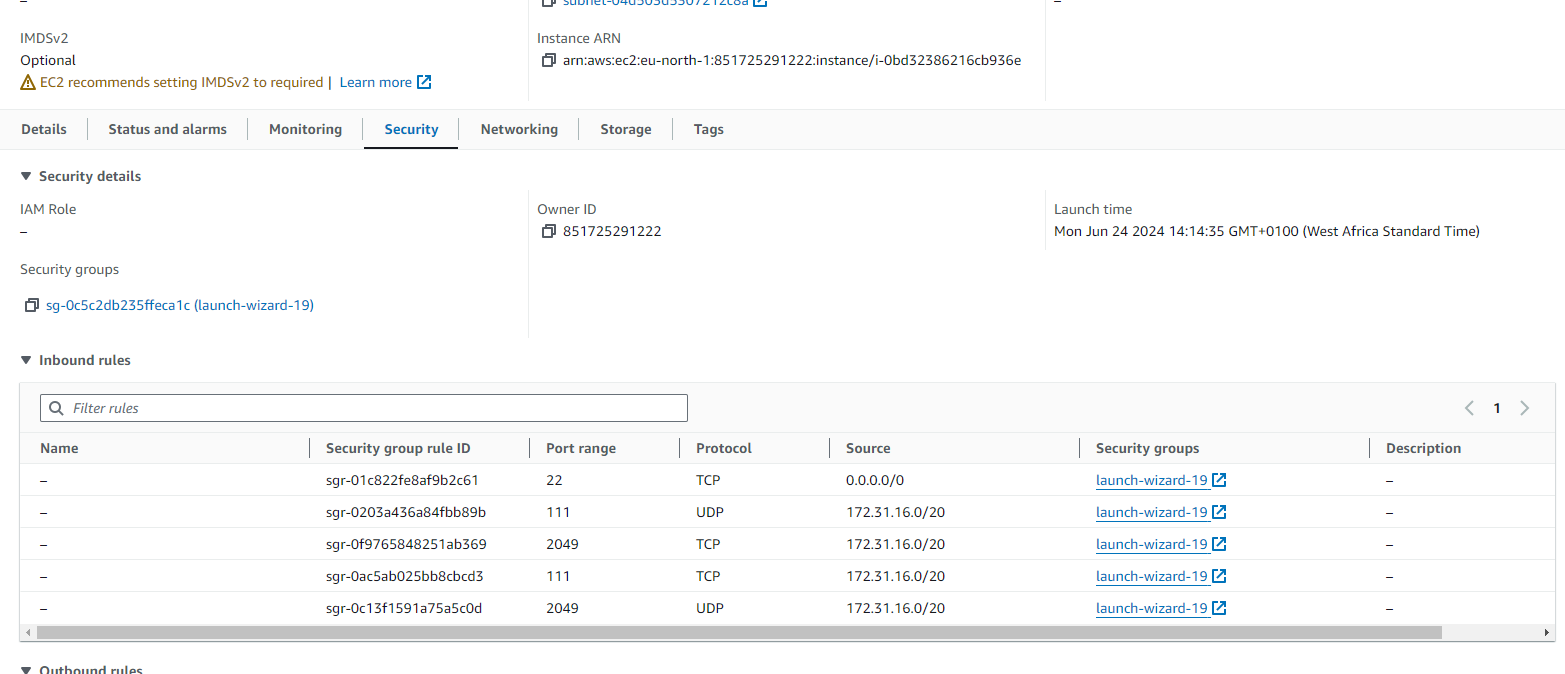 –
subnet-04d503d5307212c8a
–
IMDSv2
Optional
EC2 recommends setting IMDSv2 to required | Learn more
Instance ARN
arn:aws:ec2:eu-north-1:851725291222:instance/i-0bd32386216cb936e
Details Status and alarms Monitoring Security Networking Storage Tags
Security details
IAM Role
–
Owner ID
851725291222
Launch time
Mon Jun 24 2024 14:14:35 GMT+0100 (West Africa Standard Time)
Security groups
sg-0c5c2db235ffeca1c (launch-wizard-19)
Inbound rules
Filter rules
1
Name Security group rule ID Port range Protocol Source Security groups Description
– sgr-01c822fe8af9b2c61 22 TCP 0.0.0.0/0 launch-wizard-19 –
– sgr-0203a436a84fbb89b 111 UDP 172.31.16.0/20 launch-wizard-19 –
– sgr-0f9765848251ab369 2049 TCP 172.31.16.0/20 launch-wizard-19 –
– sgr-0ac5ab025bb8cbcd3 111 TCP 172.31.16.0/20 launch-wizard-19 –
– sgr-0c13f1591a75a5c0d 2049 UDP 172.31.16.0/20 launch-wizard-19 –
Outbound rules